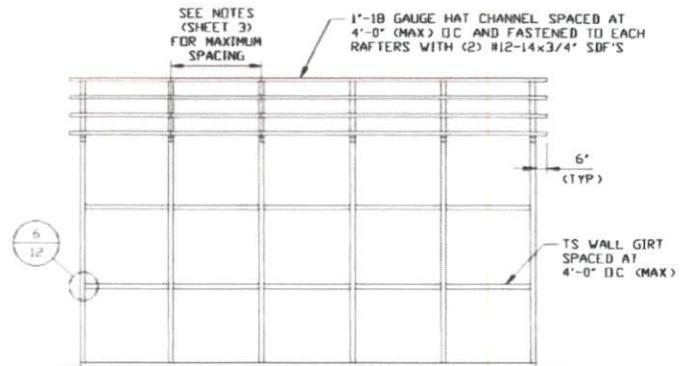 SEE NOTES
(SHEET 3)
FOR MAXIMUM
SPACING
1"-18 GAUGE HAT CHANNEL SPACED AT
4'-0" (MAX) OC AND FASTENED TO EACH
RAFTERS WITH (2) #12-14x3/4" SDF'S
6"
(TYP)
6
12
TS WALL GIRT
SPACED AT
4'-0" OC (MAX)